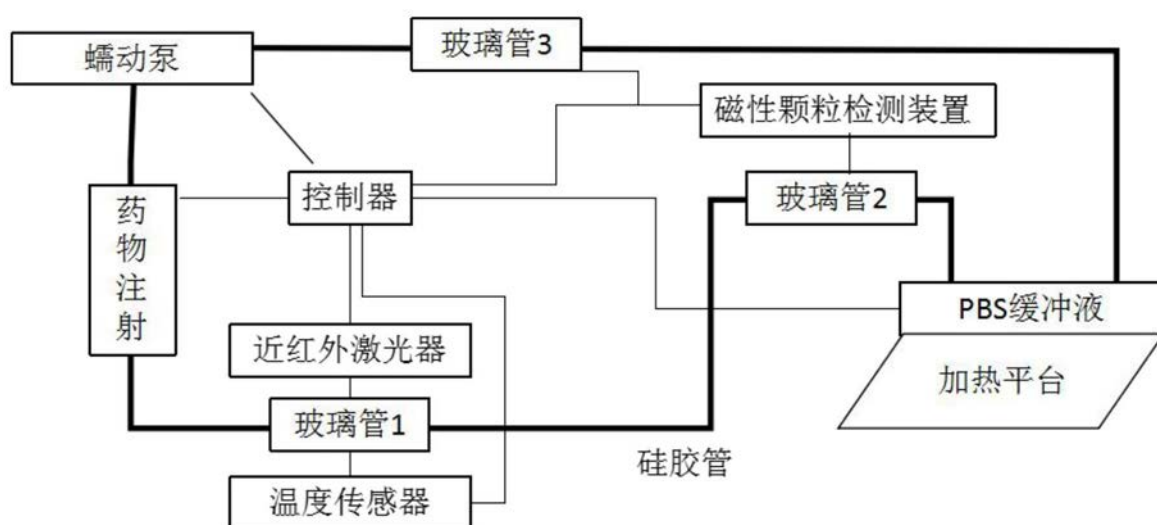 玻璃管3
蠕动泵
磁性颗粒检测装置
控制器
玻璃管2
药
物
注
射
PBS缓冲液
近红外激光器
加热平台
玻璃管1
硅胶管
温度传感器